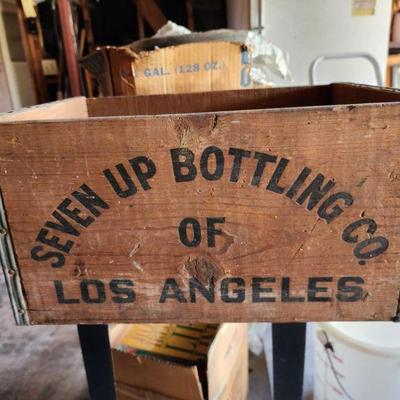 GAL. (128 OZ.)
SEVEN UP BOTTLING CO.
OF
LOS ANGELES